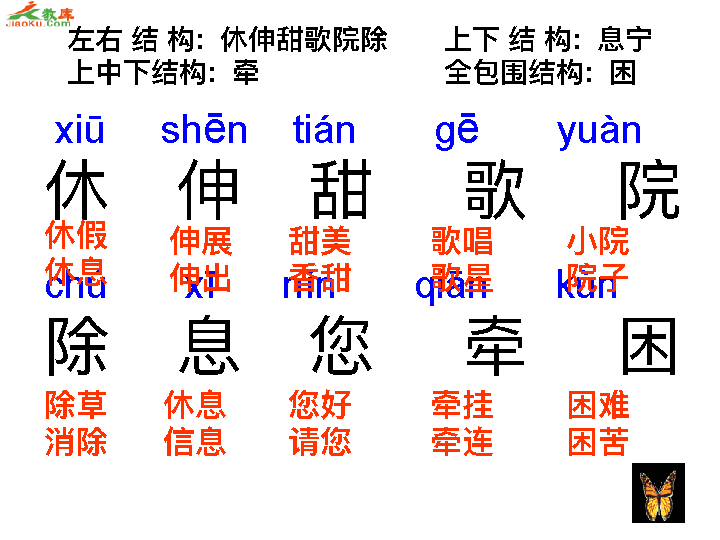 教库
JiaoKu.Com
左右 结 构: 休伸甜歌院除
上中下结构: 牵
上下 结 构: 息宁
全包围结构: 困
xiū shēn tián gē yuàn
休 伸 甜 歌 院
休假 伸展 甜美 歌唱 小院
休息 伸出 香甜 歌星 院子
chú xī nín qiān kùn
除 息 您 牵 困
除草 休息 您好 牵挂 困难
消除 信息 请您 牵连 困苦